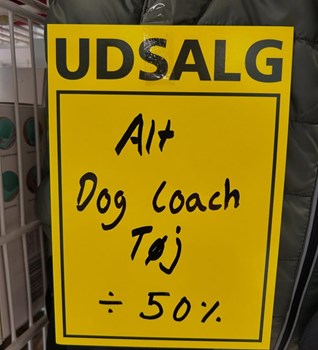 UDSALG
Alt
Dog Coach
Tøj
÷ 50%